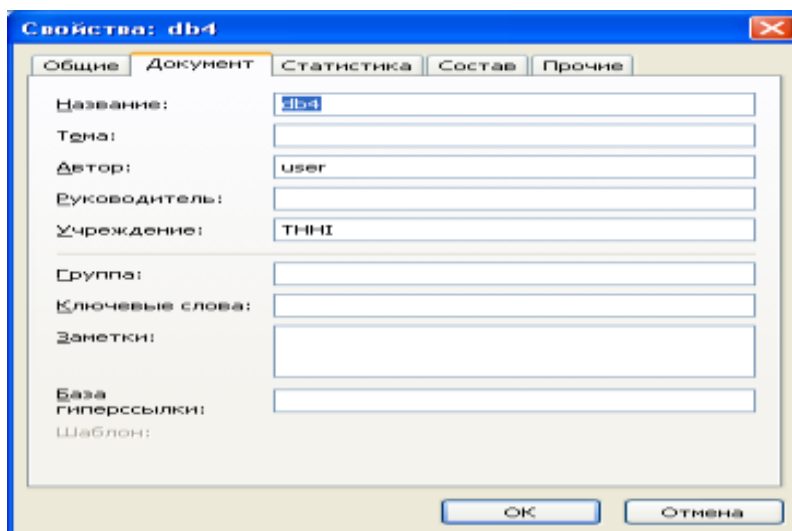 Свойства: db4
Общие Документ Статистика Состав Прочие
Название: db4
Тема:
Автор: user
Руководитель:
Учреждение: THHI
Группа:
Ключевые слова:
Заметки:
База
гиперссылки:
Шаблон:
OK Отмена